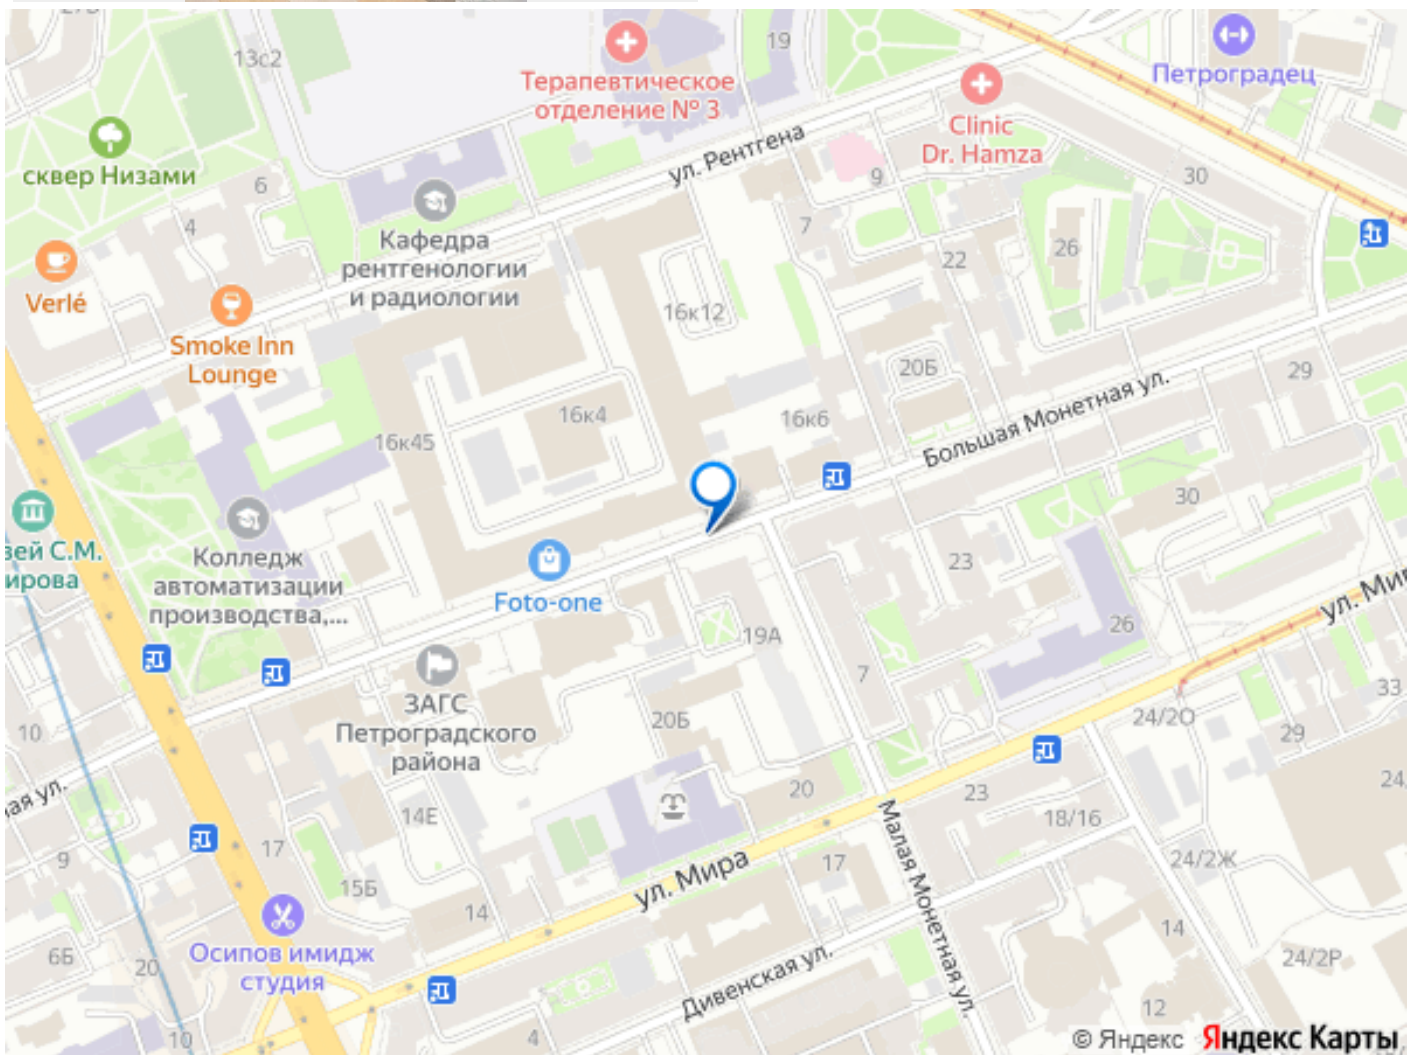 13с2
19
Терапевтическое
отделение № 3
Петроградец
Clinic
Dr. Hamza
ул. Рентгена
сквер Низами
6
4
9
30
7
Кафедра
рентгенологии
и радиологии
22
26
Verlé
16к12
Smoke Inn
Lounge
20Б
29
16к4
16к6
16к45
Большая Монетная ул.
30
зей С.М.
ирова
Колледж
автоматизации
производства,...
23
Foto-one
ул. Мир
19А
26
ЗАГС
Петроградского
района
7
33
10
20Б
24/2О
29
ая ул.
14Е
20
23
24,
18/16
9
17
15Б
ул. Мира
17
Малая Монетная ул.
24/2Ж
14
14
6Б
20
Осипов имидж
студия
Дивенская ул.
24/2Р
12
10
4
© Яндекс Яндекс Карты